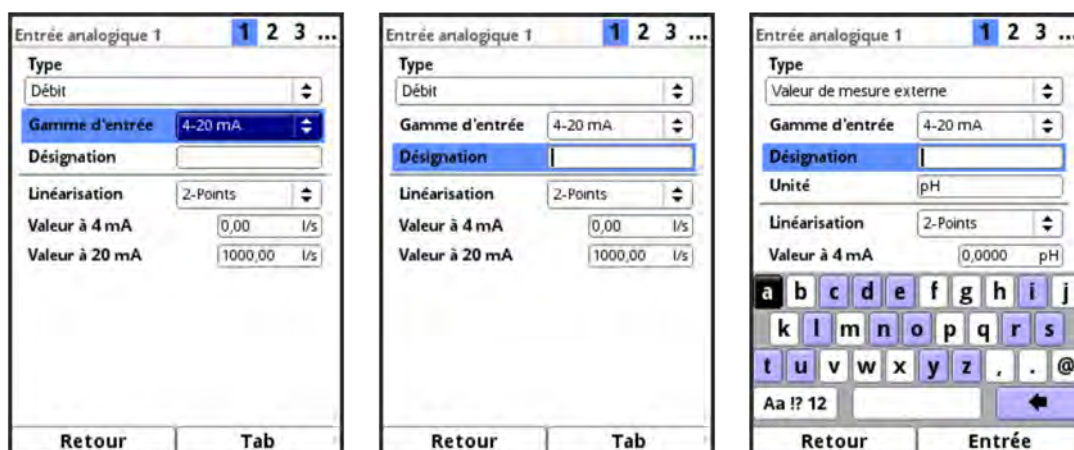 Entrée analogique 1 1 2 3 ...
Type
Débit
Gamme d'entrée 4-20 mA
Désignation
Linéarisation 2-Points
Valeur à 4 mA 0,00 l/s
Valeur à 20 mA 1000,00 l/s
Retour Tab
Entrée analogique 1 1 2 3 ...
Type
Débit
Gamme d'entrée 4-20 mA
Désignation
Linéarisation 2-Points
Valeur à 4 mA 0,00 l/s
Valeur à 20 mA 1000,00 l/s
Retour Tab
Entrée analogique 1 1 2 3 ...
Type
Valeur de mesure externe
Gamme d'entrée 4-20 mA
Désignation
Unité pH
Linéarisation 2-Points
Valeur à 4 mA 0,0000 pH
a b c d e f g h i j
k l m n o p q r s
t u v w x y z , . @
Aa !? 12
Retour Entrée